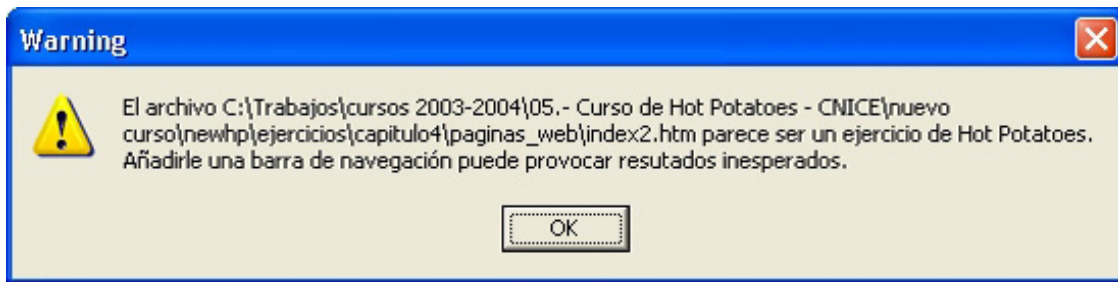 Warning
El archivo C:\Trabajos\cursos 2003-2004\05.- Curso de Hot Potatoes - CNICE\nuevo
curso\newhp\ejercicios\capitulo4\paginas_web\index2.htm parece ser un ejercicio de Hot Potatoes.
Añadirle una barra de navegación puede provocar resutados inesperados.
OK